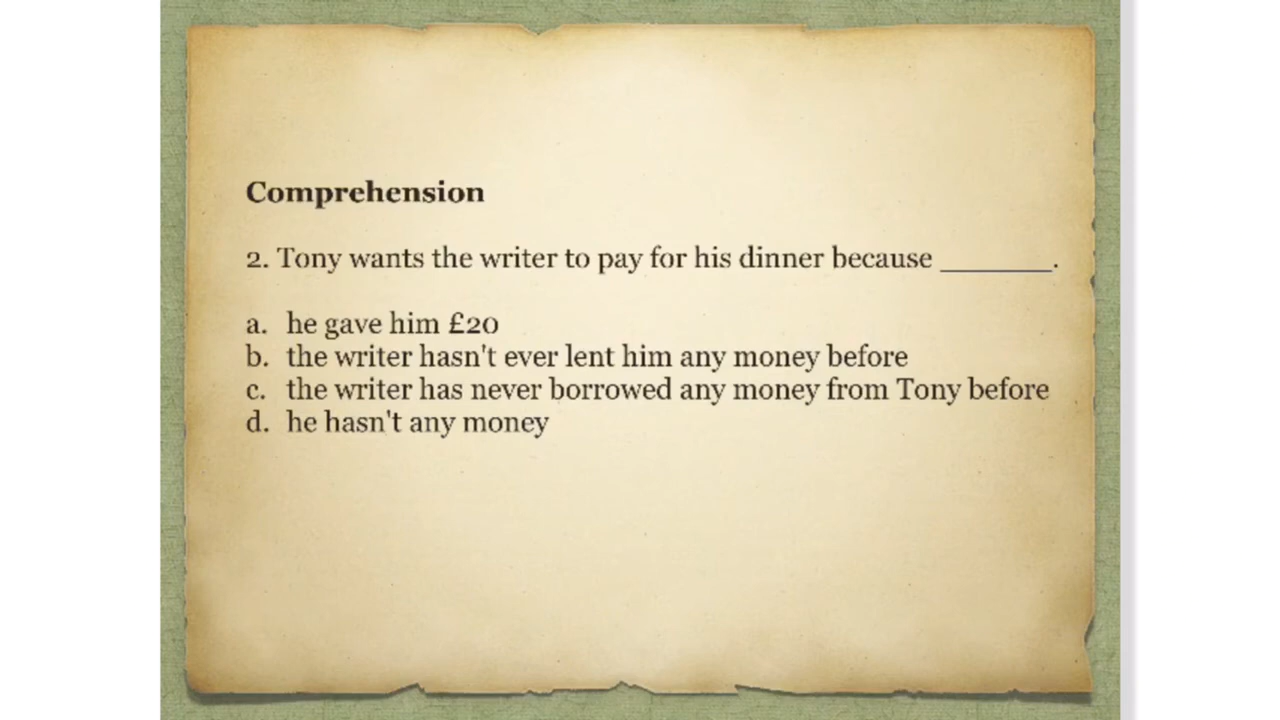 Comprehension
2. Tony wants the writer to pay for his dinner because _______.
a. he gave him £20
b. the writer hasn't ever lent him any money before
c. the writer has never borrowed any money from Tony before
d. he hasn't any money